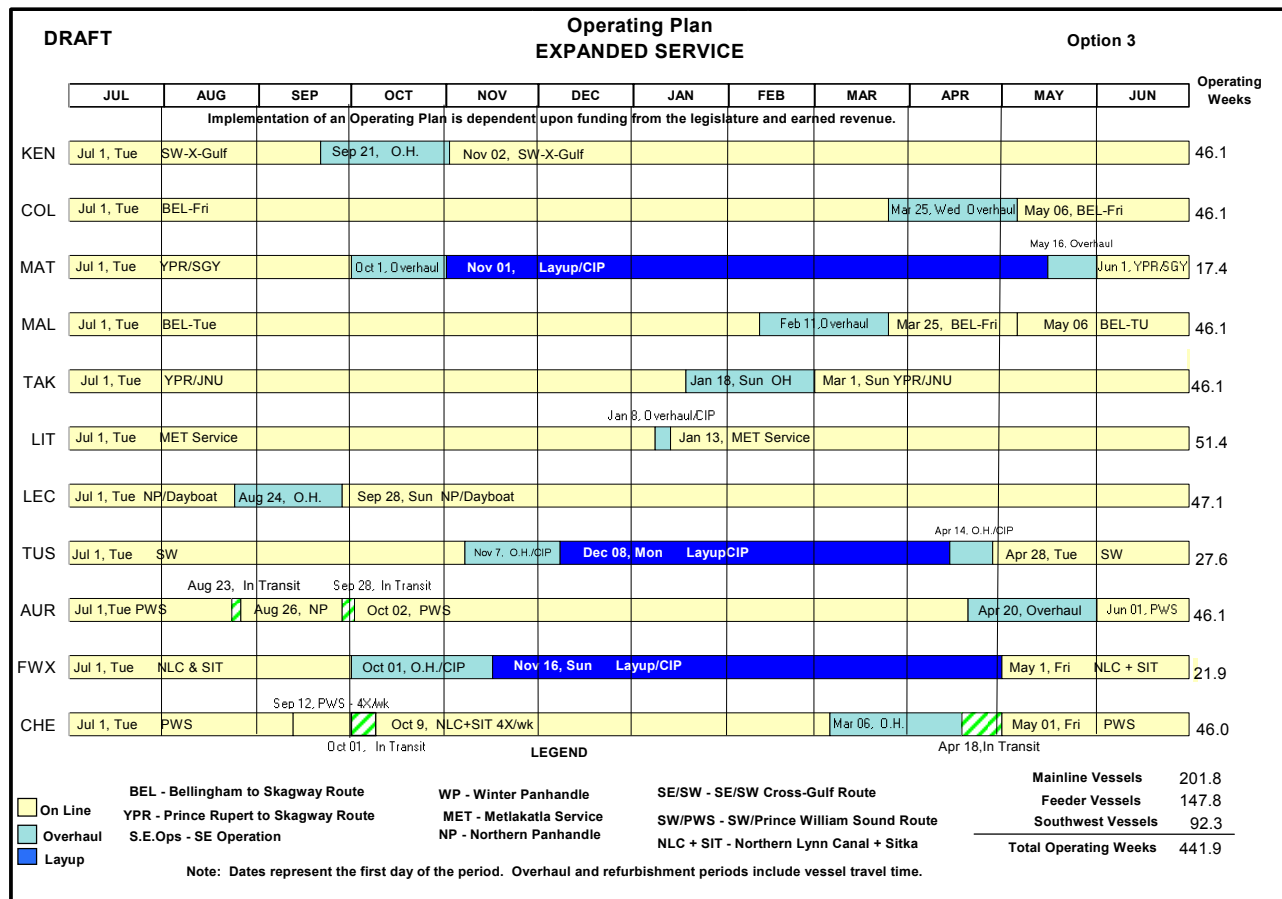 DRAFT
Operating Plan
EXPANDED SERVICE
Option 3
Operating
Weeks
JUL AUG SEP OCT NOV DEC JAN FEB MAR APR MAY JUN
Implementation of an Operating Plan is dependent upon funding from the legislature and earned revenue.
KEN Jul 1, Tue SW-X-Gulf Sep 21, O.H. Nov 02, SW-X-Gulf 46.1
COL Jul 1, Tue BEL-Fri Mar 25, Wed Overhaul May 06, BEL-Fri 46.1
May 16, Overhaul
MAT Jul 1, Tue YPR/SGY Oct 1, Overhaul Nov 01, Layup/CIP Jun 1, YPR/SGY 17.4
MAL Jul 1, Tue BEL-Tue Feb 11,Overhaul Mar 25, BEL-Fri May 06 BEL-TU 46.1
TAK Jul 1, Tue YPR/JNU Jan 18, Sun OH Mar 1, Sun YPR/JNU 46.1
Jan 8, Overhaul/CIP
LIT Jul 1, Tue MET Service Jan 13, MET Service 51.4
LEC Jul 1, Tue NP/Dayboat Aug 24, O.H. Sep 28, Sun NP/Dayboat 47.1
Apr 14, O.H./CIP
TUS Jul 1, Tue SW Nov 7, O.H./CIP Dec 08, Mon LayupCIP Apr 28, Tue SW 27.6
Aug 23, In Transit Sep 28, In Transit
AUR Jul 1,Tue PWS Aug 26, NP Oct 02, PWS Apr 20, Overhaul Jun 01, PWS 46.1
FWX Jul 1, Tue NLC & SIT Oct 01, O.H./CIP Nov 16, Sun Layup/CIP May 1, Fri NLC + SIT 21.9
Sep 12, PWS - 4X/wk
CHE Jul 1, Tue PWS Oct 9, NLC+SIT 4X/wk Mar 06, O.H. May 01, Fri PWS 46.0
Oct 01, In Transit Apr 18,In Transit
LEGEND
On Line
Overhaul
Layup
BEL - Bellingham to Skagway Route
YPR - Prince Rupert to Skagway Route
S.E.Ops - SE Operation
WP - Winter Panhandle
MET - Metlakatla Service
NP - Northern Panhandle
SE/SW - SE/SW Cross-Gulf Route
SW/PWS - SW/Prince William Sound Route
NLC + SIT - Northern Lynn Canal + Sitka
Mainline Vessels 201.8
Feeder Vessels 147.8
Southwest Vessels 92.3
Total Operating Weeks 441.9
Note: Dates represent the first day of the period. Overhaul and refurbishment periods include vessel travel time.